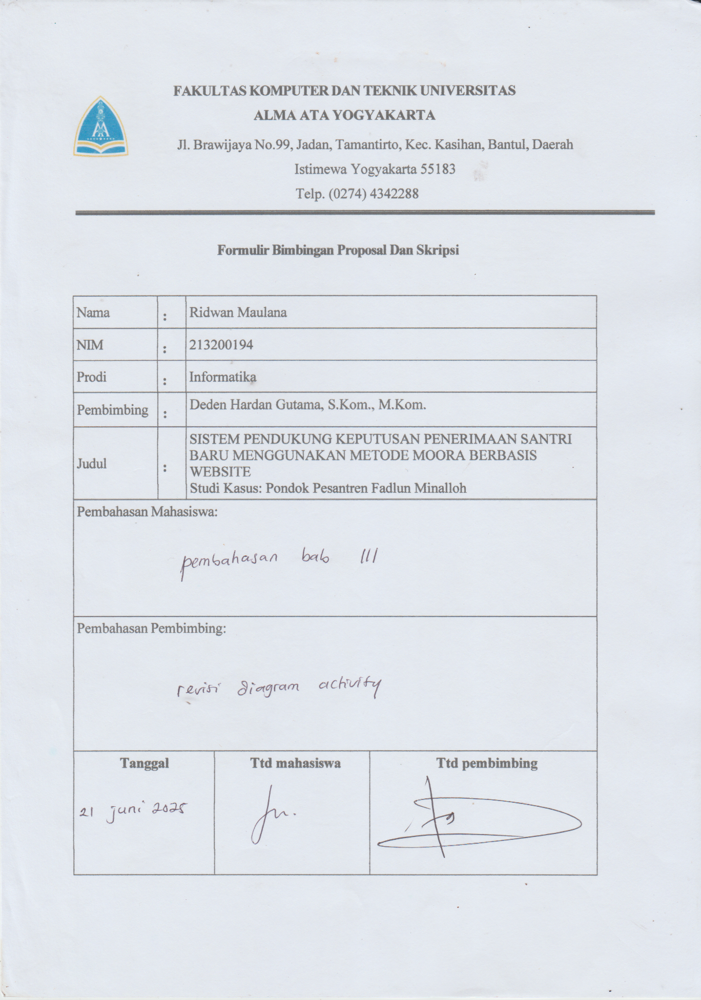 FAKULTAS KOMPUTER DAN TEKNIK UNIVERSITAS
ALMA ATA YOGYAKARTA
Jl. Brawijaya No.99, Jadan, Tamantirto, Kec. Kasihan, Bantul, Daerah
Istimewa Yogyakarta 55183
Telp. (0274) 4342288
Formulir Bimbingan Proposal Dan Skripsi
Nama : Ridwan Maulana
NIM : 213200194
Prodi : Informatika
Pembimbing : Deden Hardan Gutama, S.Kom., M.Kom.
Judul : SISTEM PENDUKUNG KEPUTUSAN PENERIMAAN SANTRI
BARU MENGGUNAKAN METODE MOORA BERBASIS
WEBSITE
Studi Kasus: Pondok Pesantren Fadlun Minalloh
Pembahasan Mahasiswa:
pembahasan bab III
Pembahasan Pembimbing:
revisi diagram activity
Tanggal Ttd mahasiswa Ttd pembimbing
21 juni 2025